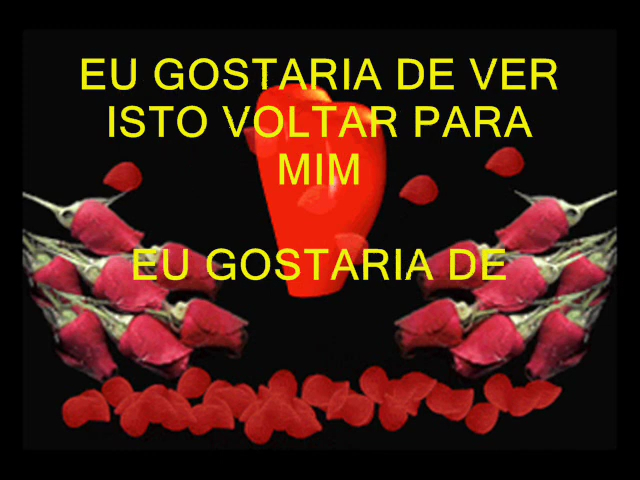 EU GOSTARIA DE VER
ISTO VOLTAR PARA
MIM
EU GOSTARIA DE